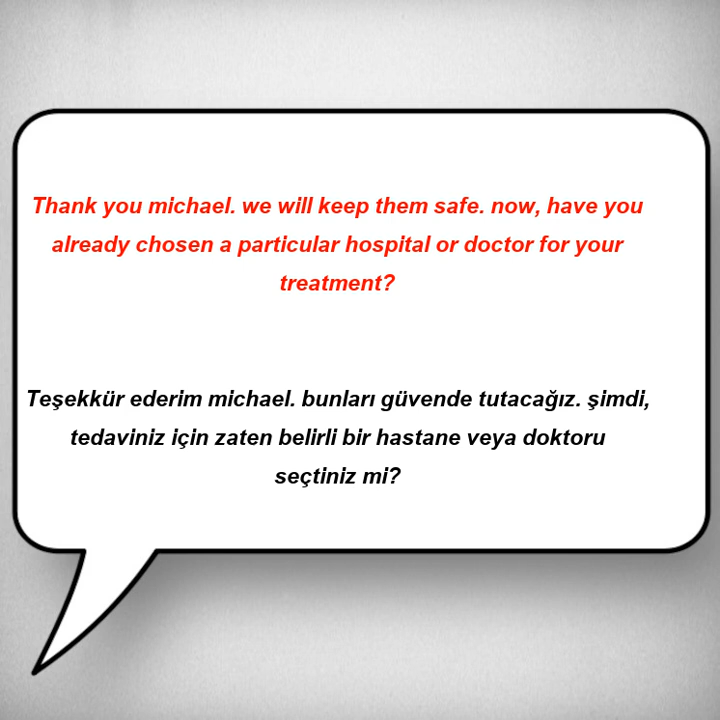 Thank you michael. we will keep them safe. now, have you
already chosen a particular hospital or doctor for your
treatment?
Teşekkür ederim michael. bunları güvende tutacağız. şimdi,
tedaviniz için zaten belirli bir hastane veya doktoru
seçtiniz mi?